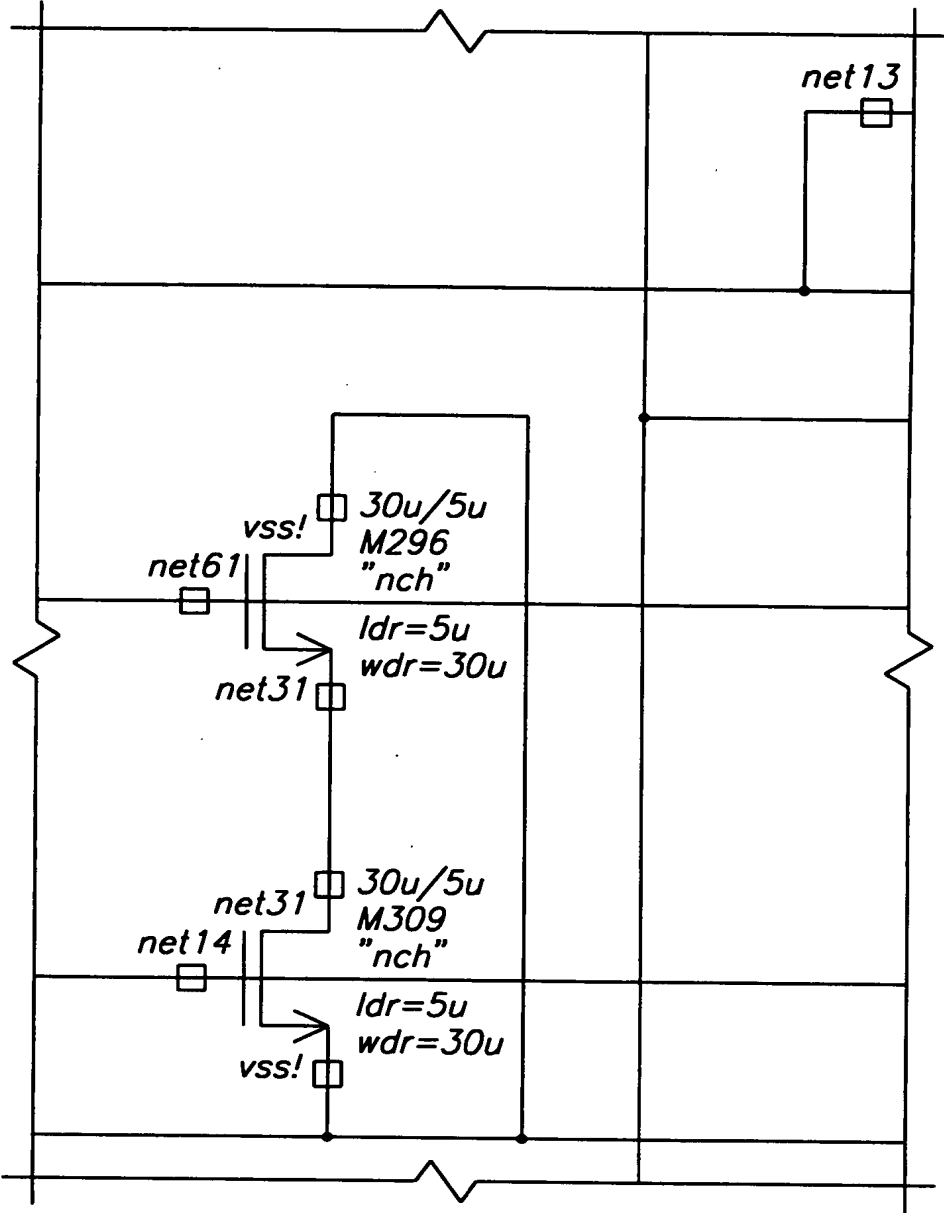 net13
30u/5u
vss!
M296
net61
"nch"
ldr=5u
wdr=30u
net31
30u/5u
net31
M309
net14
"nch"
ldr=5u
wdr=30u
vss!